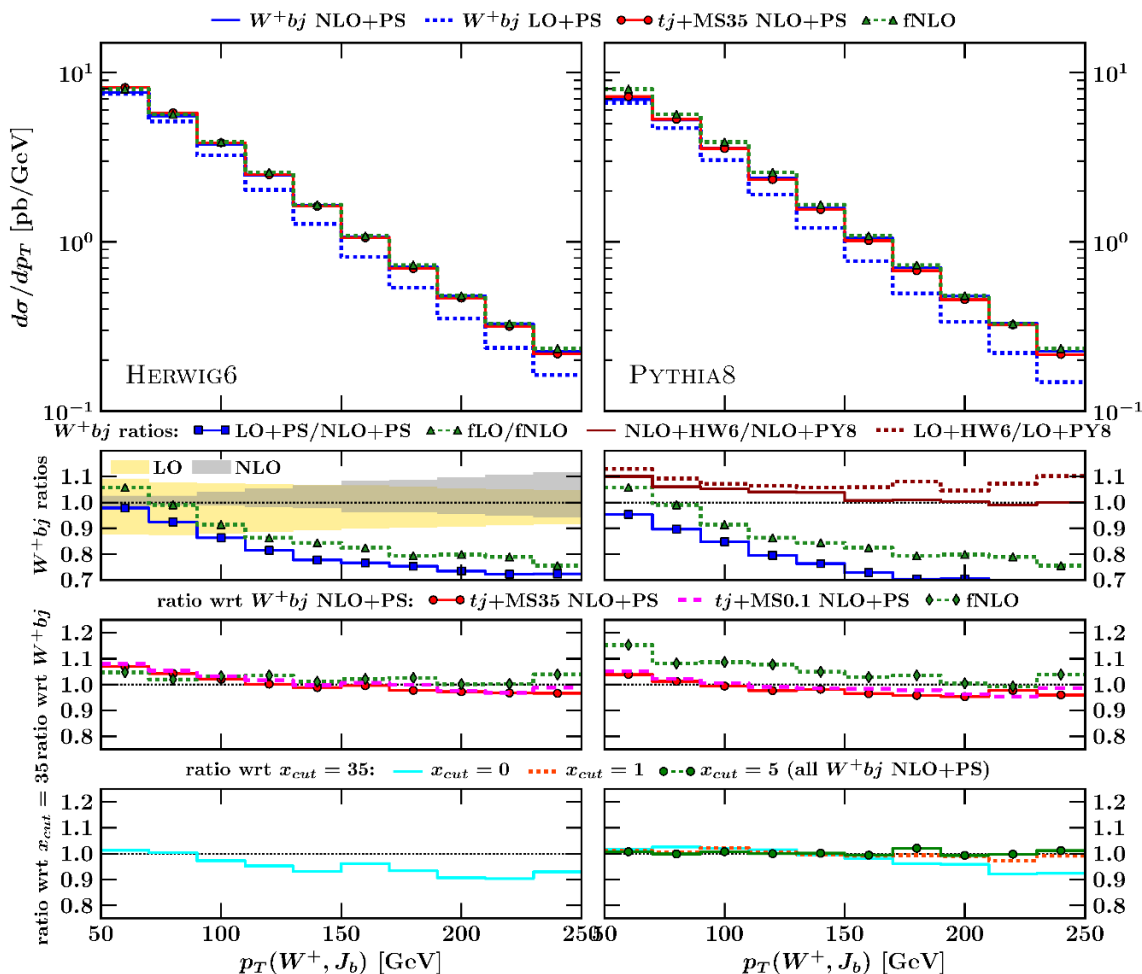 W⁺bj NLO+PS W⁺bj LO+PS tj+MS35 NLO+PS fNLO
10¹ 10¹
10⁰ 10⁰
10⁻¹ 10⁻¹
dσ/dp_T [pb/GeV]
HERWIG6 PYTHIA8
W⁺bj ratios: LO+PS/NLO+PS fLO/fNLO NLO+HW6/NLO+PY8 LO+HW6/LO+PY8
LO NLO
W⁺bj ratios
1.1 1.1
1.0 1.0
0.9 0.9
0.8 0.8
0.7 0.7
ratio wrt W⁺bj NLO+PS: tj+MS35 NLO+PS tj+MS0.1 NLO+PS fNLO
ratio wrt W⁺bj
1.2 1.2
1.1 1.1
1.0 1.0
0.9 0.9
0.8 0.8
ratio wrt x_cut = 35: x_cut = 0 x_cut = 1 x_cut = 5 (all W⁺bj NLO+PS)
ratio wrt x_cut = 35
1.2 1.2
1.1 1.1
1.0 1.0
0.9 0.9
0.8 0.8
50 100 150 200 250 50 100 150 200 250
p_T(W⁺, J_b) [GeV] p_T(W⁺, J_b) [GeV]